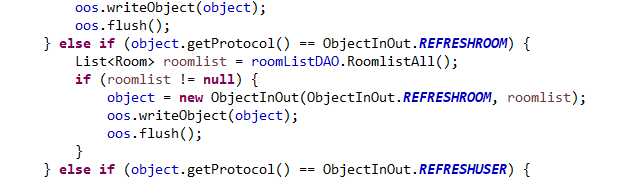 oos.writeObject(object);
oos.flush();
} else if (object.getProtocol() == ObjectInOut.REFRESHROOM) {
List<Room> roomlist = roomListDAO.RoomlistAll();
if (roomlist != null) {
object = new ObjectInOut(ObjectInOut.REFRESHROOM, roomlist);
oos.writeObject(object);
oos.flush();
}
} else if (object.getProtocol() == ObjectInOut.REFRESHUSER) {